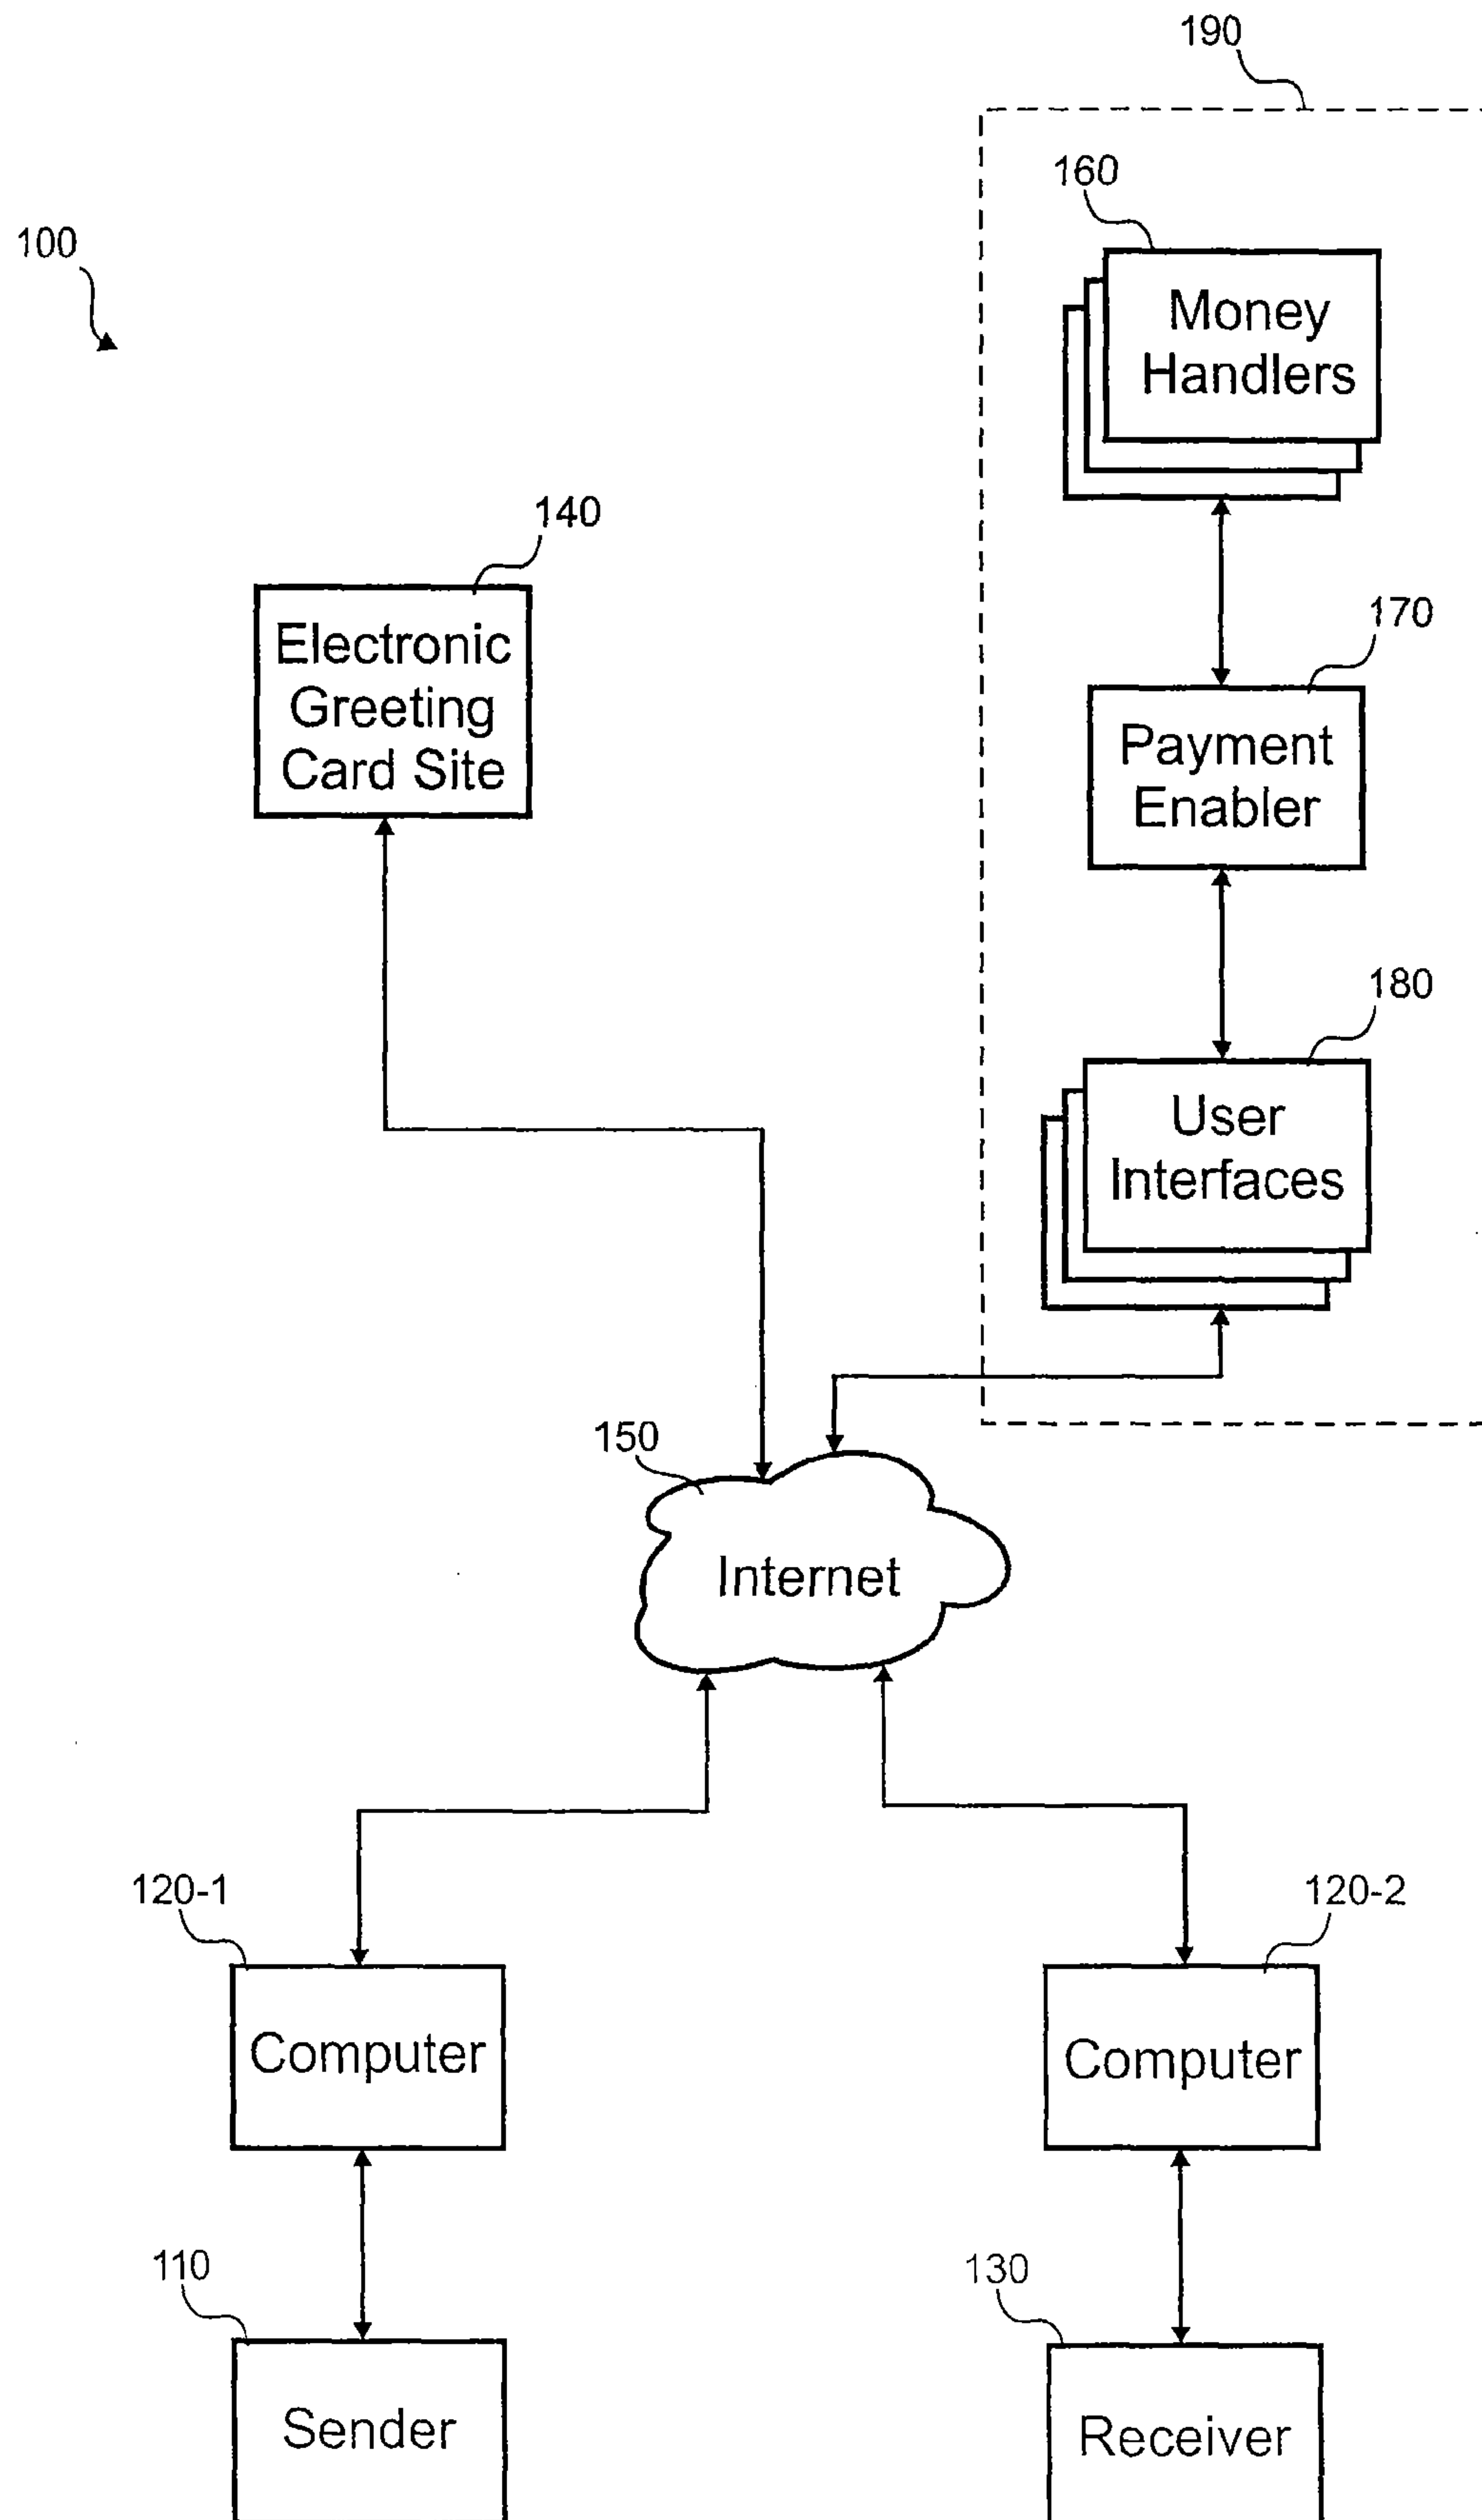 190
160
100
Money
Handlers
140
170
Electronic
Greeting
Card Site
Payment
Enabler
180
User
Interfaces
150
Internet
120-1
120-2
Computer
Computer
110
130
Sender
Receiver